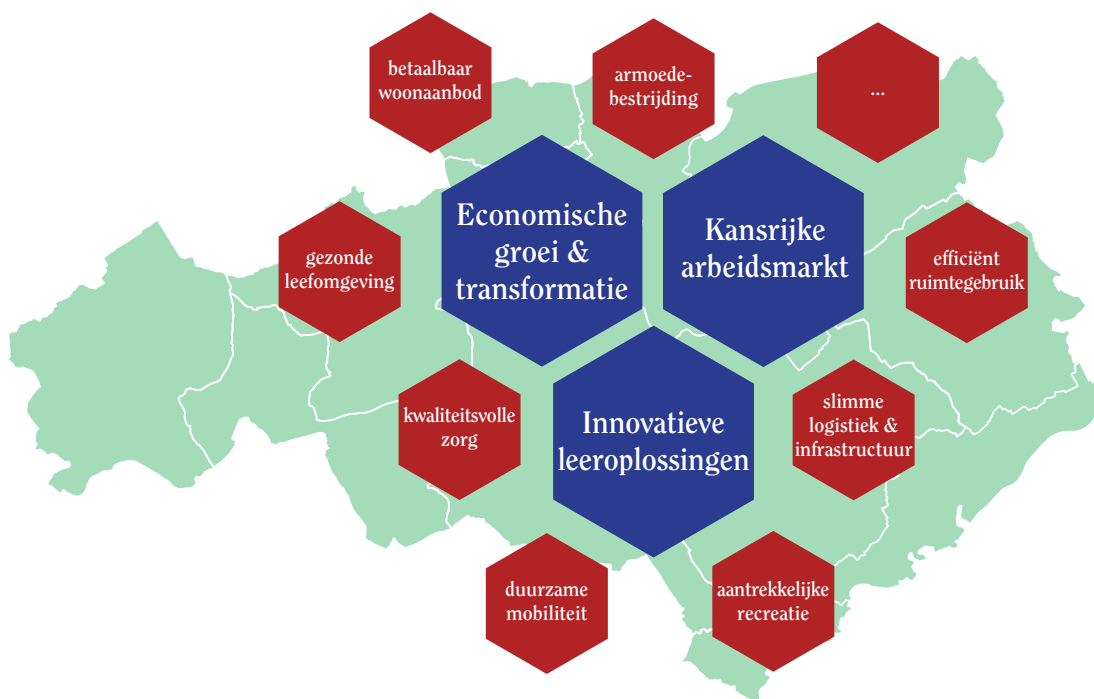 betaalbaar
woonaanbod
armoede-
bestrijding
...
Economische
groei &
transformatie
Kansrijke
arbeidsmarkt
gezonde
leefomgeving
efficiënt
ruimtegebruik
kwaliteitsvolle
zorg
Innovatieve
leeroplossingen
slimme
logistiek &
infrastructuur
duurzame
mobiliteit
aantrekkelijke
recreatie